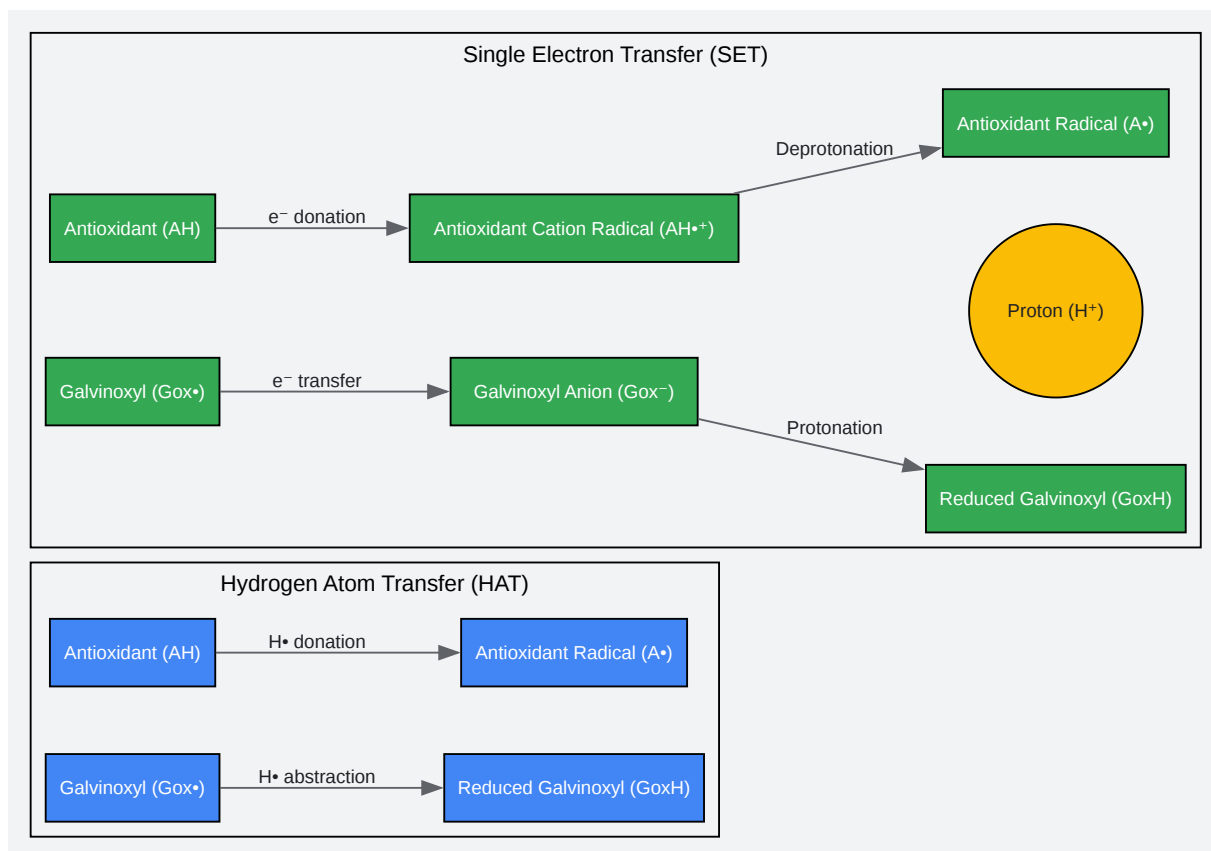 Single Electron Transfer (SET)
Antioxidant Radical (A•)
Deprotonation
Antioxidant (AH)
e⁻ donation
Antioxidant Cation Radical (AH•⁺)
Proton (H⁺)
Galvinoxyl (Gox•)
e⁻ transfer
Galvinoxyl Anion (Gox⁻)
Protonation
Reduced Galvinoxyl (GoxH)
Hydrogen Atom Transfer (HAT)
Antioxidant (AH)
H• donation
Antioxidant Radical (A•)
Galvinoxyl (Gox•)
H• abstraction
Reduced Galvinoxyl (GoxH)